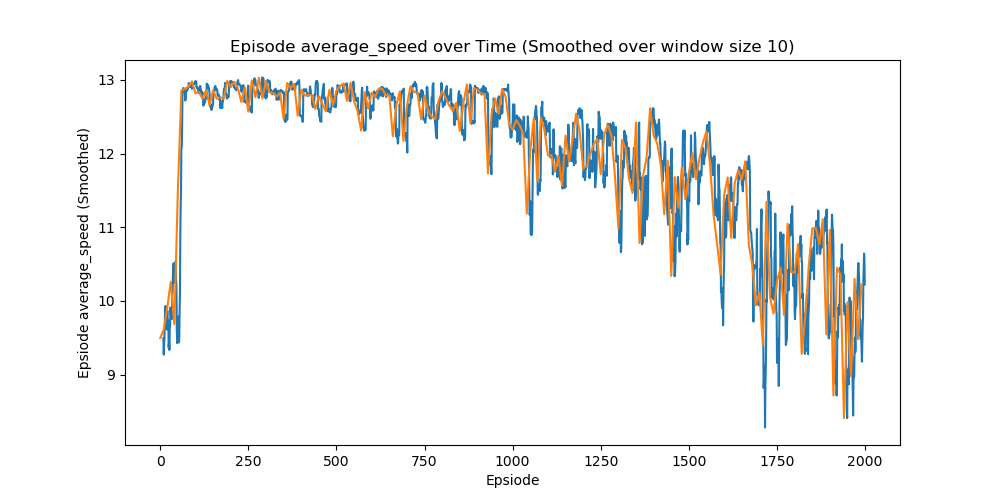 Episode average_speed over Time (Smoothed over window size 10)
Epsiode average_speed (Smoothed)
13
12
11
10
9
0 250 500 750 1000 1250 1500 1750 2000
Epsiode